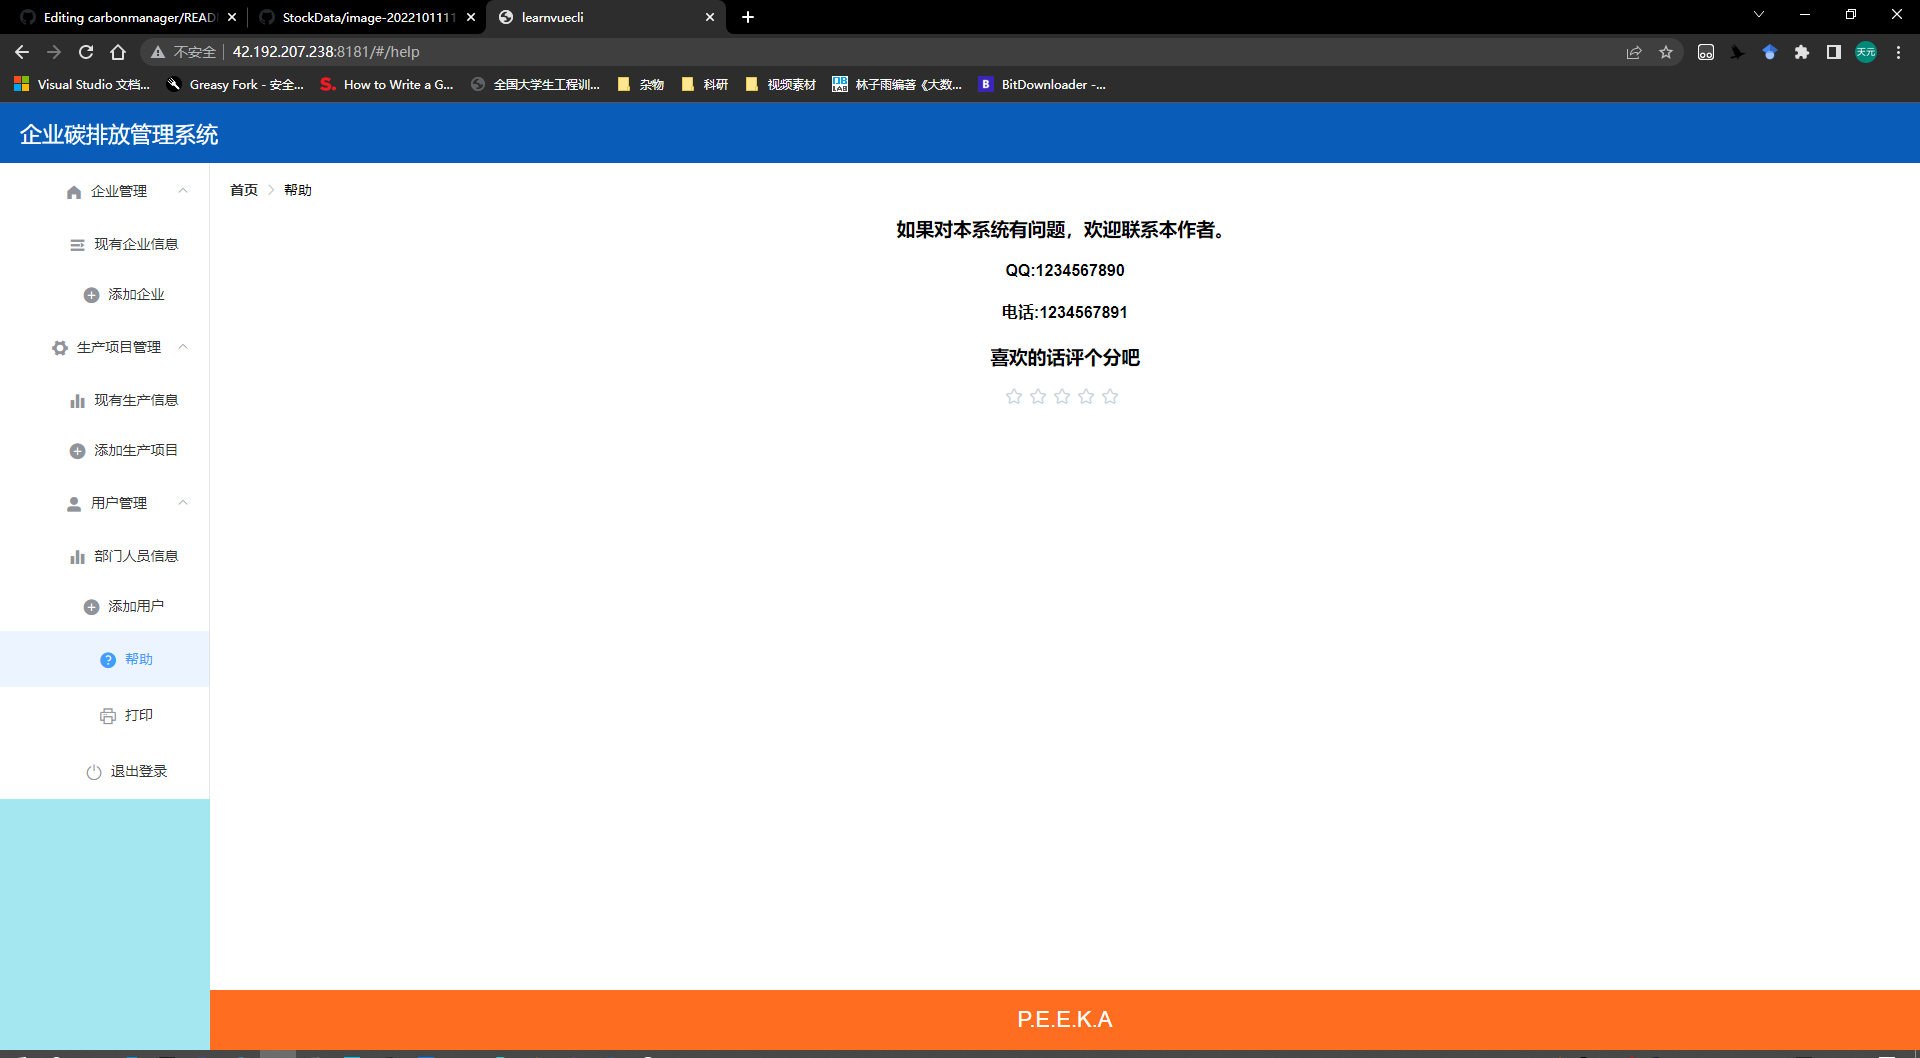 Editing carbonmanager/READ
StockData/image-2022101111
learnvuecli
不安全
42.192.207.238:8181/#/help
天元
Visual Studio 文档...
Greasy Fork - 安全...
S. How to Write a G...
全国大学生工程训...
杂物
科研
视频素材
林子雨编著《大数...
B BitDownloader -...
企业碳排放管理系统
企业管理
现有企业信息
添加企业
生产项目管理
现有生产信息
添加生产项目
用户管理
部门人员信息
添加用户
帮助
打印
退出登录
首页 > 帮助
如果对本系统有问题，欢迎联系本作者。
QQ:1234567890
电话:1234567891
喜欢的话评个分吧
P.E.E.K.A